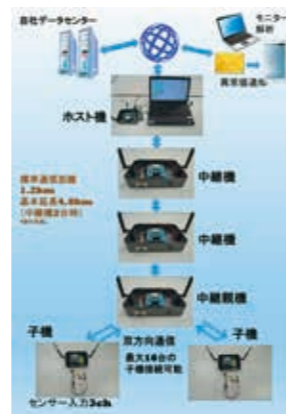 自社データセンター
モニター
解析
異常値通知
ホスト機
中継機
標準通信距離
1.2km
基本延長4.8km
(中継機2台時)
中継機
中継親機
子機
双方向通信
子機
最大16台の
子機接続可能
センサー入力3ch